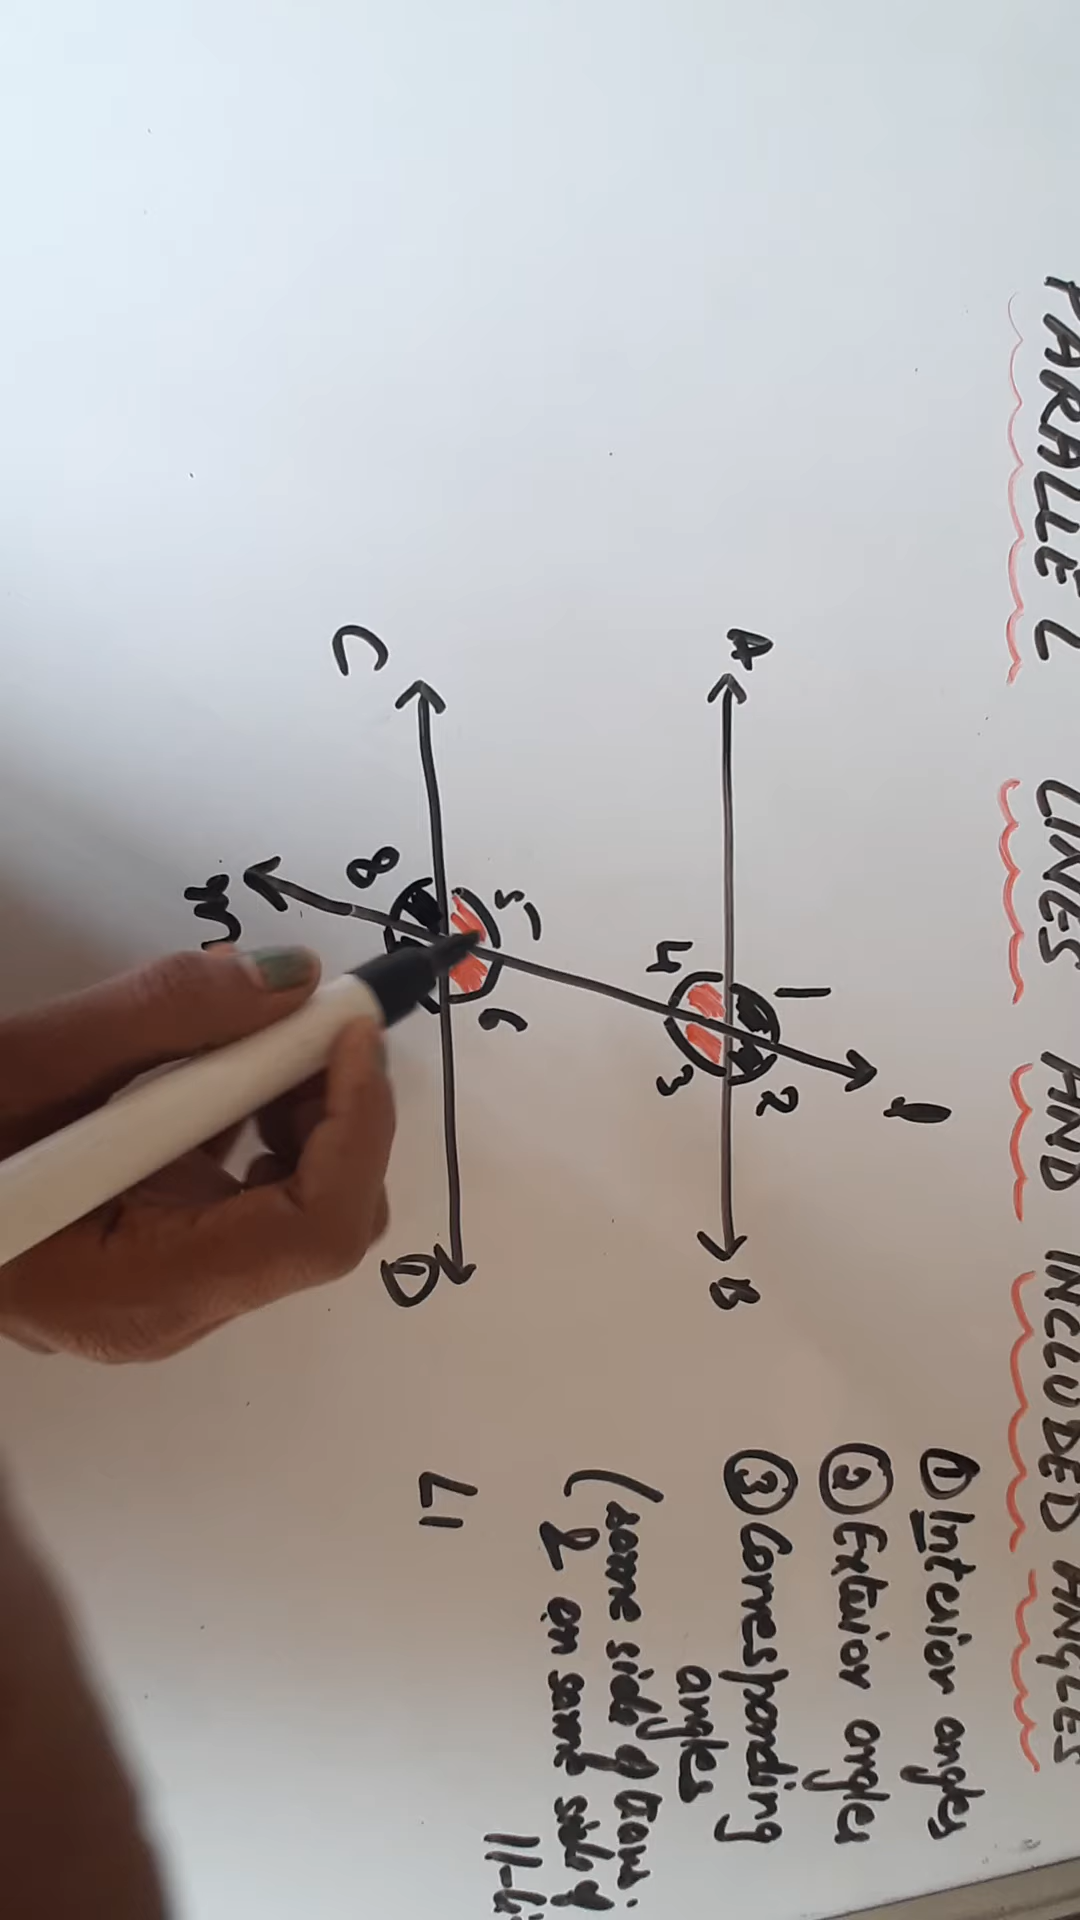 PARALLEL LINES AND INCLUDED ANGLES
① Interior angles
② Exterior angles
③ Corresponding
angles
(same side of trans.
& on same side of
∠1
1
l
2
A
B
4
3
5
6
C
D
8
m